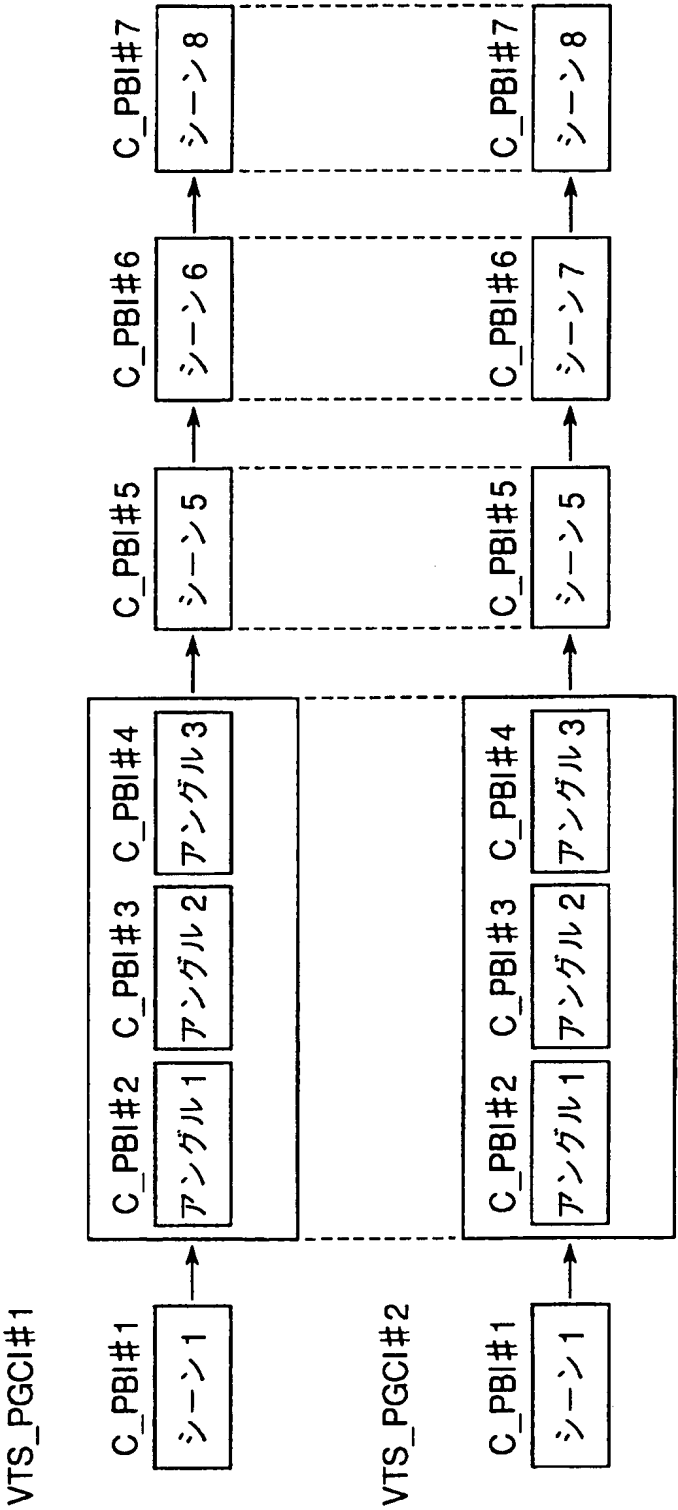 VTS_PGCI#1
C_PBI#1
シーン1
C_PBI#2
アングル1
C_PBI#3
アングル2
C_PBI#4
アングル3
C_PBI#5
シーン5
C_PBI#6
シーン6
C_PBI#7
シーン8
VTS_PGCI#2
C_PBI#1
シーン1
C_PBI#2
アングル1
C_PBI#3
アングル2
C_PBI#4
アングル3
C_PBI#5
シーン5
C_PBI#6
シーン7
C_PBI#7
シーン8